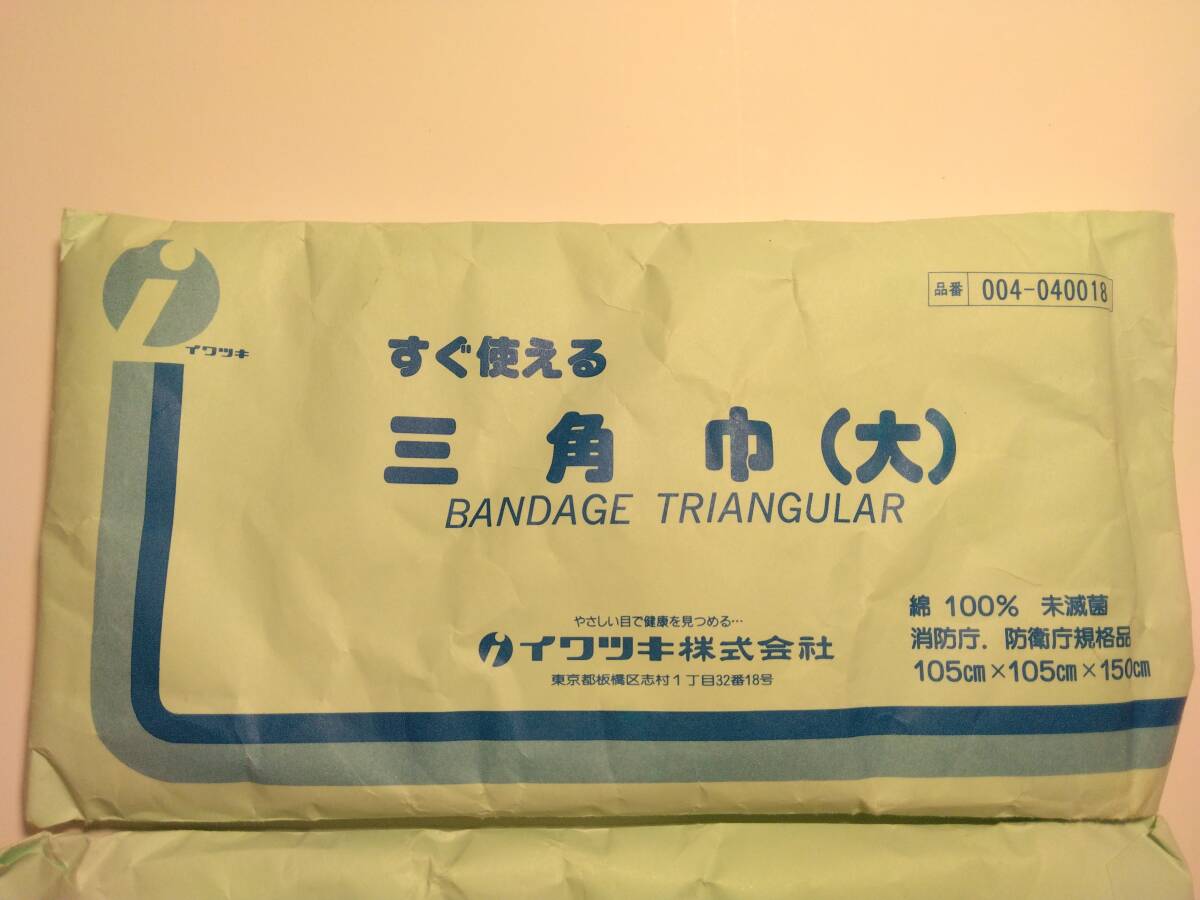 イワツキ
品番 004-040018
すぐ使える
三角巾(大)
BANDAGE TRIANGULAR
やさしい目で健康を見つめる…
イワツキ株式会社
東京都板橋区志村1丁目32番18号
綿 100% 未滅菌
消防庁.防衛庁規格品
105㎝×105㎝×150㎝